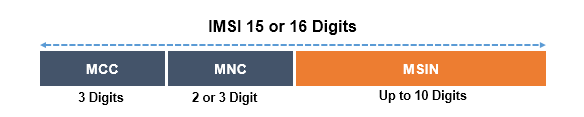 IMSI 15 or 16 Digits
MCC MNC MSIN
3 Digits 2 or 3 Digit Up to 10 Digits